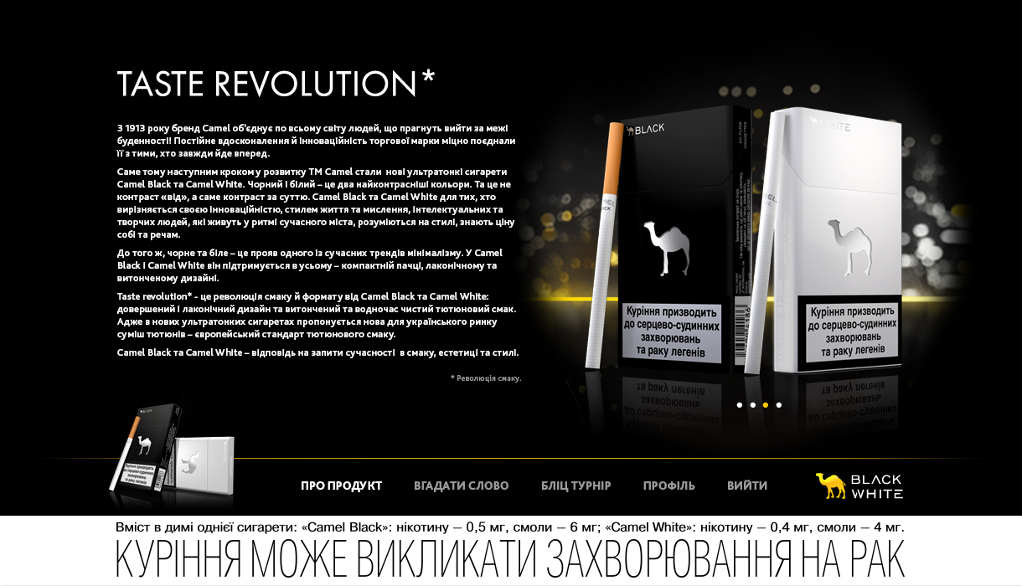 TASTE REVOLUTION*
З 1913 року бренд Camel об'єднує по всьому світу людей, що прагнуть вийти за межі
буденності! Постійне вдосконалення й інноваційність торгової марки міцно поєднали
її з тими, хто завжди йде вперед.
Саме тому наступним кроком у розвитку ТМ Camel стали нові ультратонкі сигарети
Camel Black та Camel White. Чорний і білий – це два найконтрасніші кольори. Та це не
контраст «від», а саме контраст за суттю. Camel Black та Camel White для тих, хто
вирізняється своєю інноваційністю, стилем життя та мислення, інтелектуальних та
творчих людей, які живуть у ритмі сучасного міста, розуміються на стилі, знають ціну
собі та речам.
До того ж, чорне та біле – це прояв одного із сучасних трендів мінімалізму. У Camel
Black і Camel White він підтримується в усьому – компактній пачці, лаконічному та
витонченому дизайні.
Taste revolution* - це революція смаку й формату від Camel Black та Camel White:
довершений і лаконічний дизайн та витончений та водночас чистий тютюновий смак.
Адже в нових ультратонких сигаретах пропонується нова для українського ринку
суміш тютюнів – європейський стандарт тютюнового смаку.
Camel Black та Camel White – відповідь на запити сучасності в смаку, естетиці та стилі.
* Революція смаку.
BLACK
WHITE
Куріння призводить
до серцево-судинних
захворювань
та раку легенів
Куріння призводить
до серцево-судинних
захворювань
та раку легенів
ПРО ПРОДУКТ ВГАДАТИ СЛОВО БЛІЦ ТУРНІР ПРОФІЛЬ ВИЙТИ
BLACK
WHITE
Вміст в димі однієї сигарети: «Camel Black»: нікотину – 0,5 мг, смоли – 6 мг; «Camel White»: нікотину – 0,4 мг, смоли – 4 мг.
КУРІННЯ МОЖЕ ВИКЛИКАТИ ЗАХВОРЮВАННЯ НА РАК